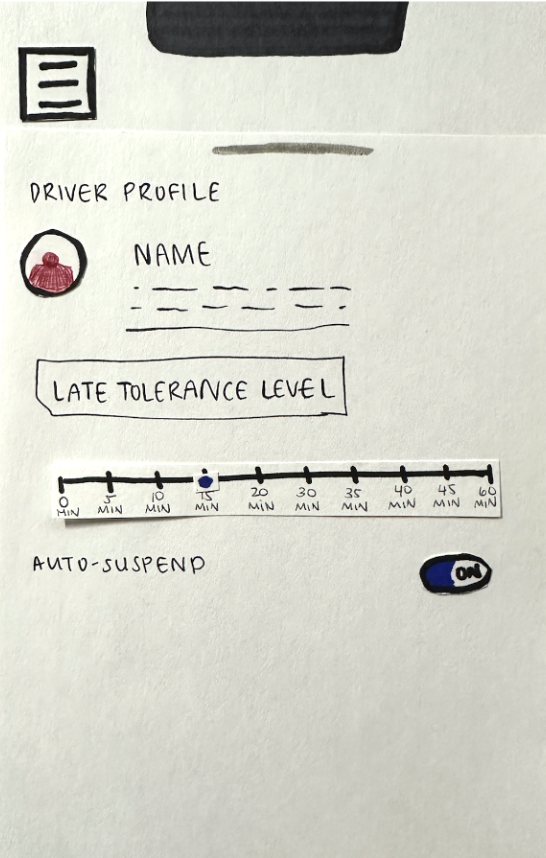 DRIVER PROFILE
NAME
LATE TOLERANCE LEVEL
0 MIN 5 MIN 10 MIN 15 MIN 20 MIN 30 MIN 35 MIN 40 MIN 45 MIN 60 MIN
AUTO-SUSPEND ON